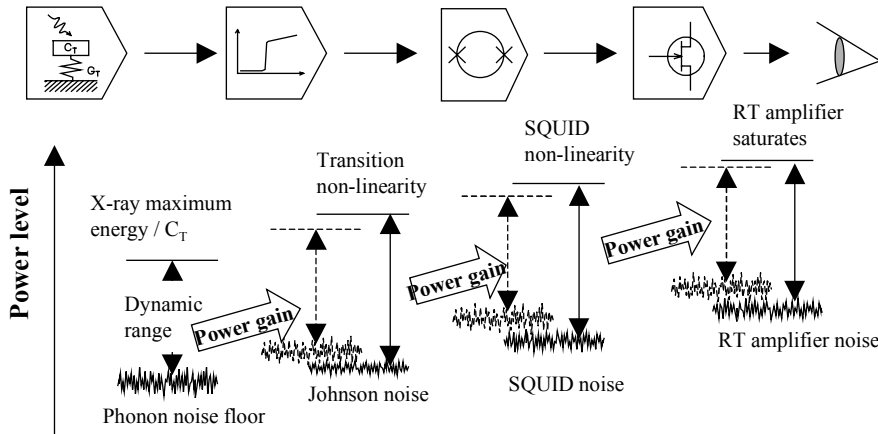 C_T
G_T
RT amplifier
saturates
SQUID
non-linearity
Transition
non-linearity
X-ray maximum
energy / C_T
Power level
Dynamic
range
Power gain
Power gain
Power gain
Phonon noise floor
Johnson noise
SQUID noise
RT amplifier noise